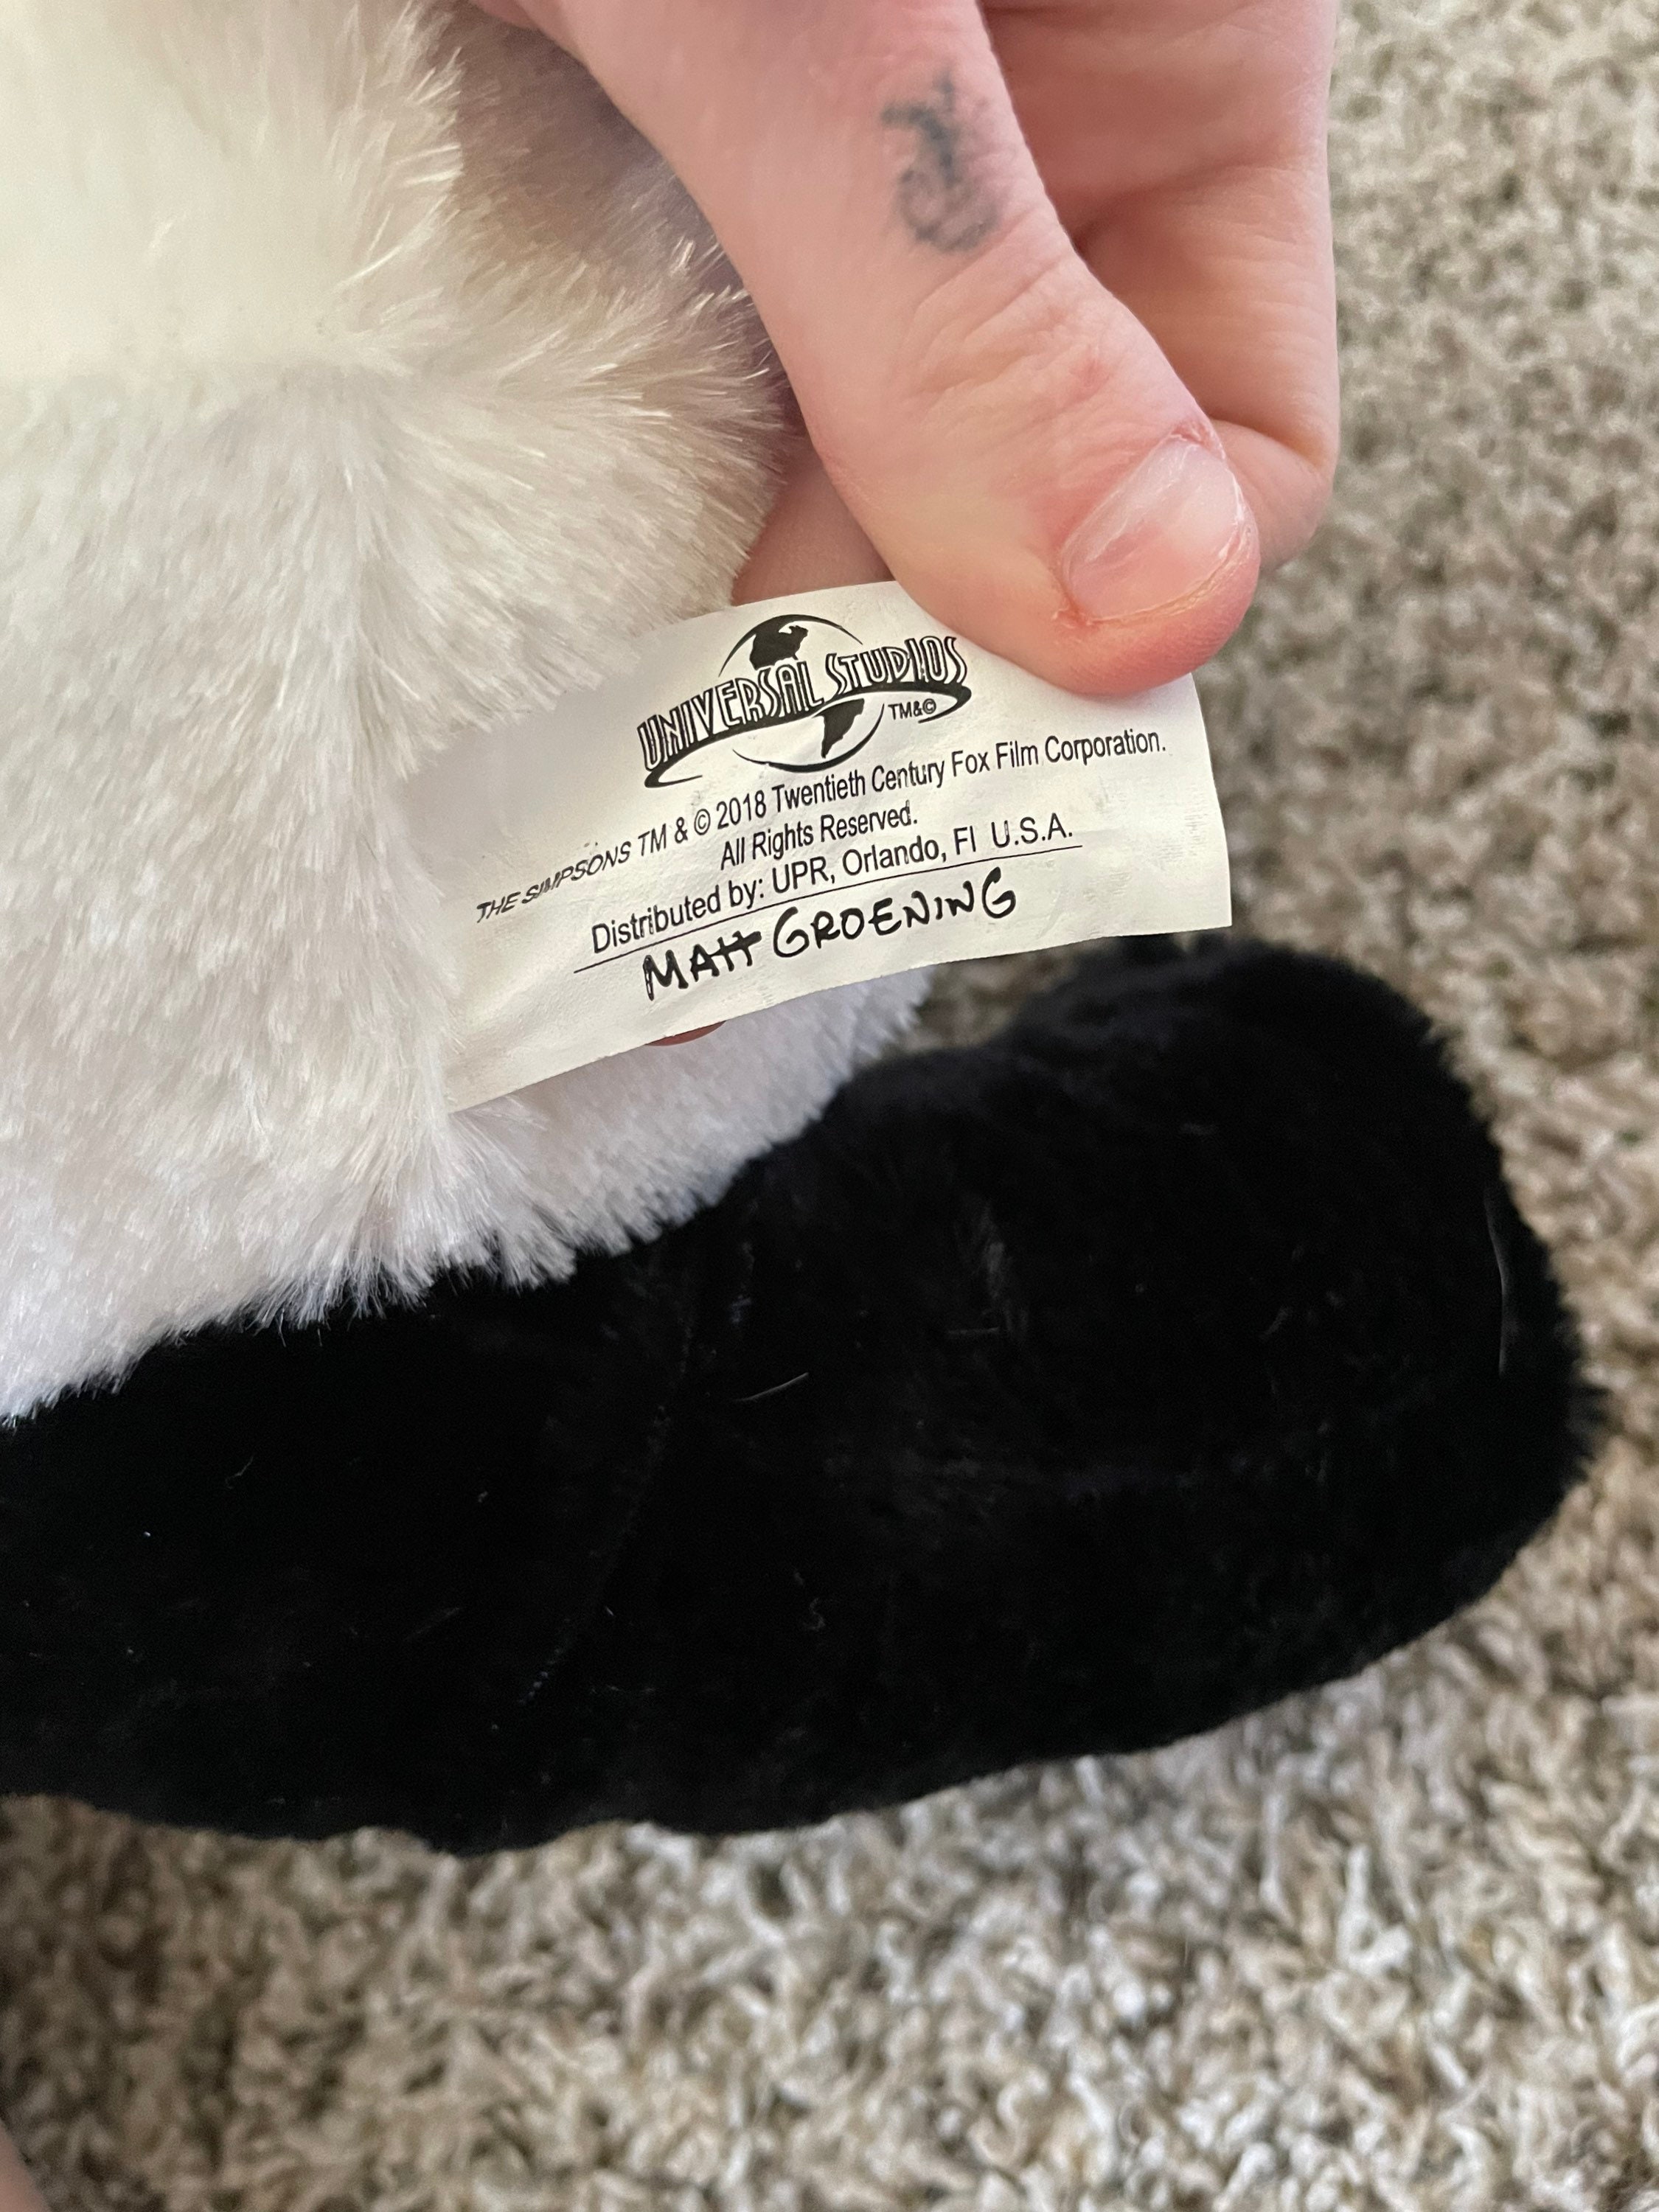 UNIVERSAL STUDIOS
TM&©
THE SIMPSONS TM & © 2018 Twentieth Century Fox Film Corporation.
All Rights Reserved.
Distributed by: UPR, Orlando, Fl U.S.A.
MATT GROENING